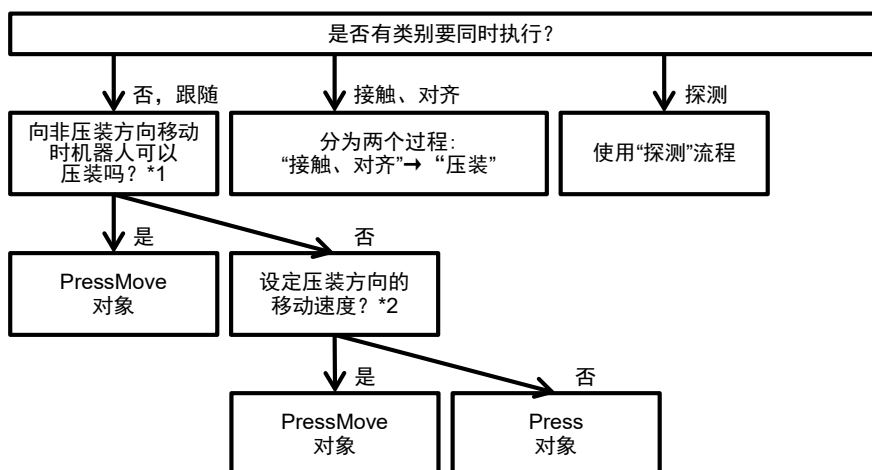 是否有类别要同时执行？
否，跟随
接触、对齐
探测
向非压装方向移动
时机器人可以
压装吗？*1
分为两个过程：
“接触、对齐”→“压装”
使用“探测”流程
是
否
PressMove
对象
设定压装方向的
移动速度？*2
是
否
PressMove
对象
Press
对象